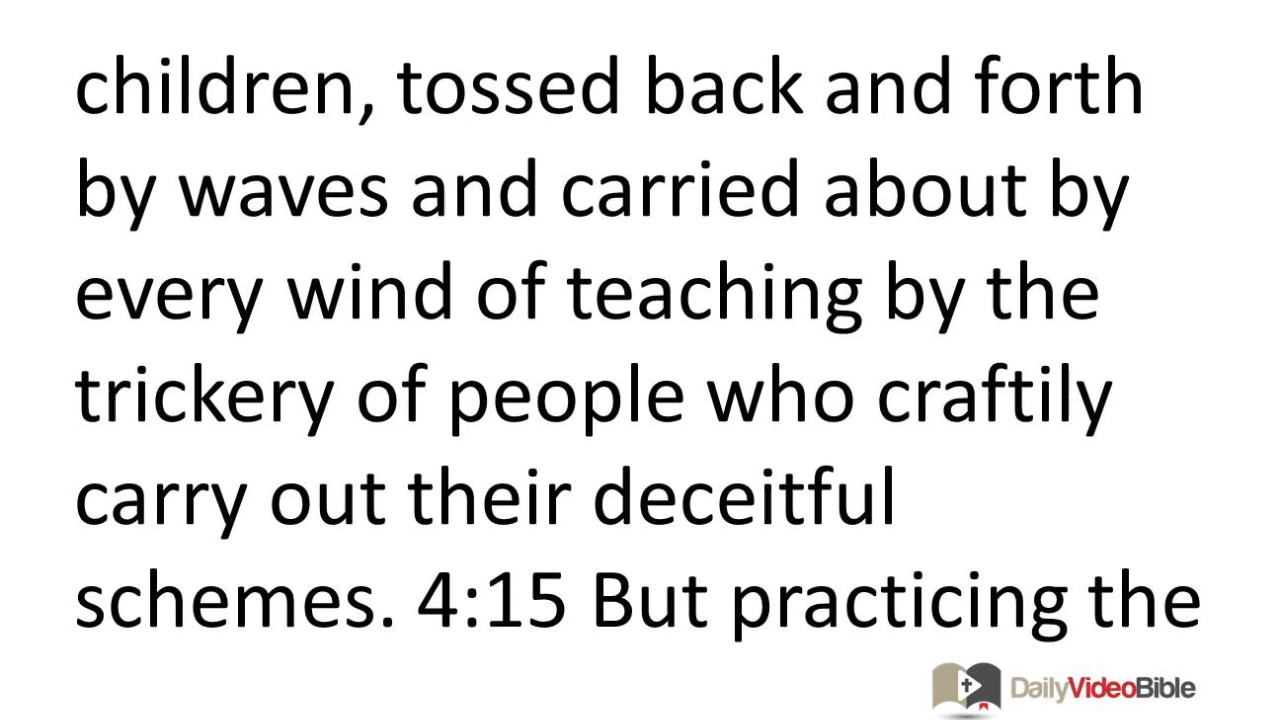 children, tossed back and forth
by waves and carried about by
every wind of teaching by the
trickery of people who craftily
carry out their deceitful
schemes. 4:15 But practicing the
DailyVideoBible